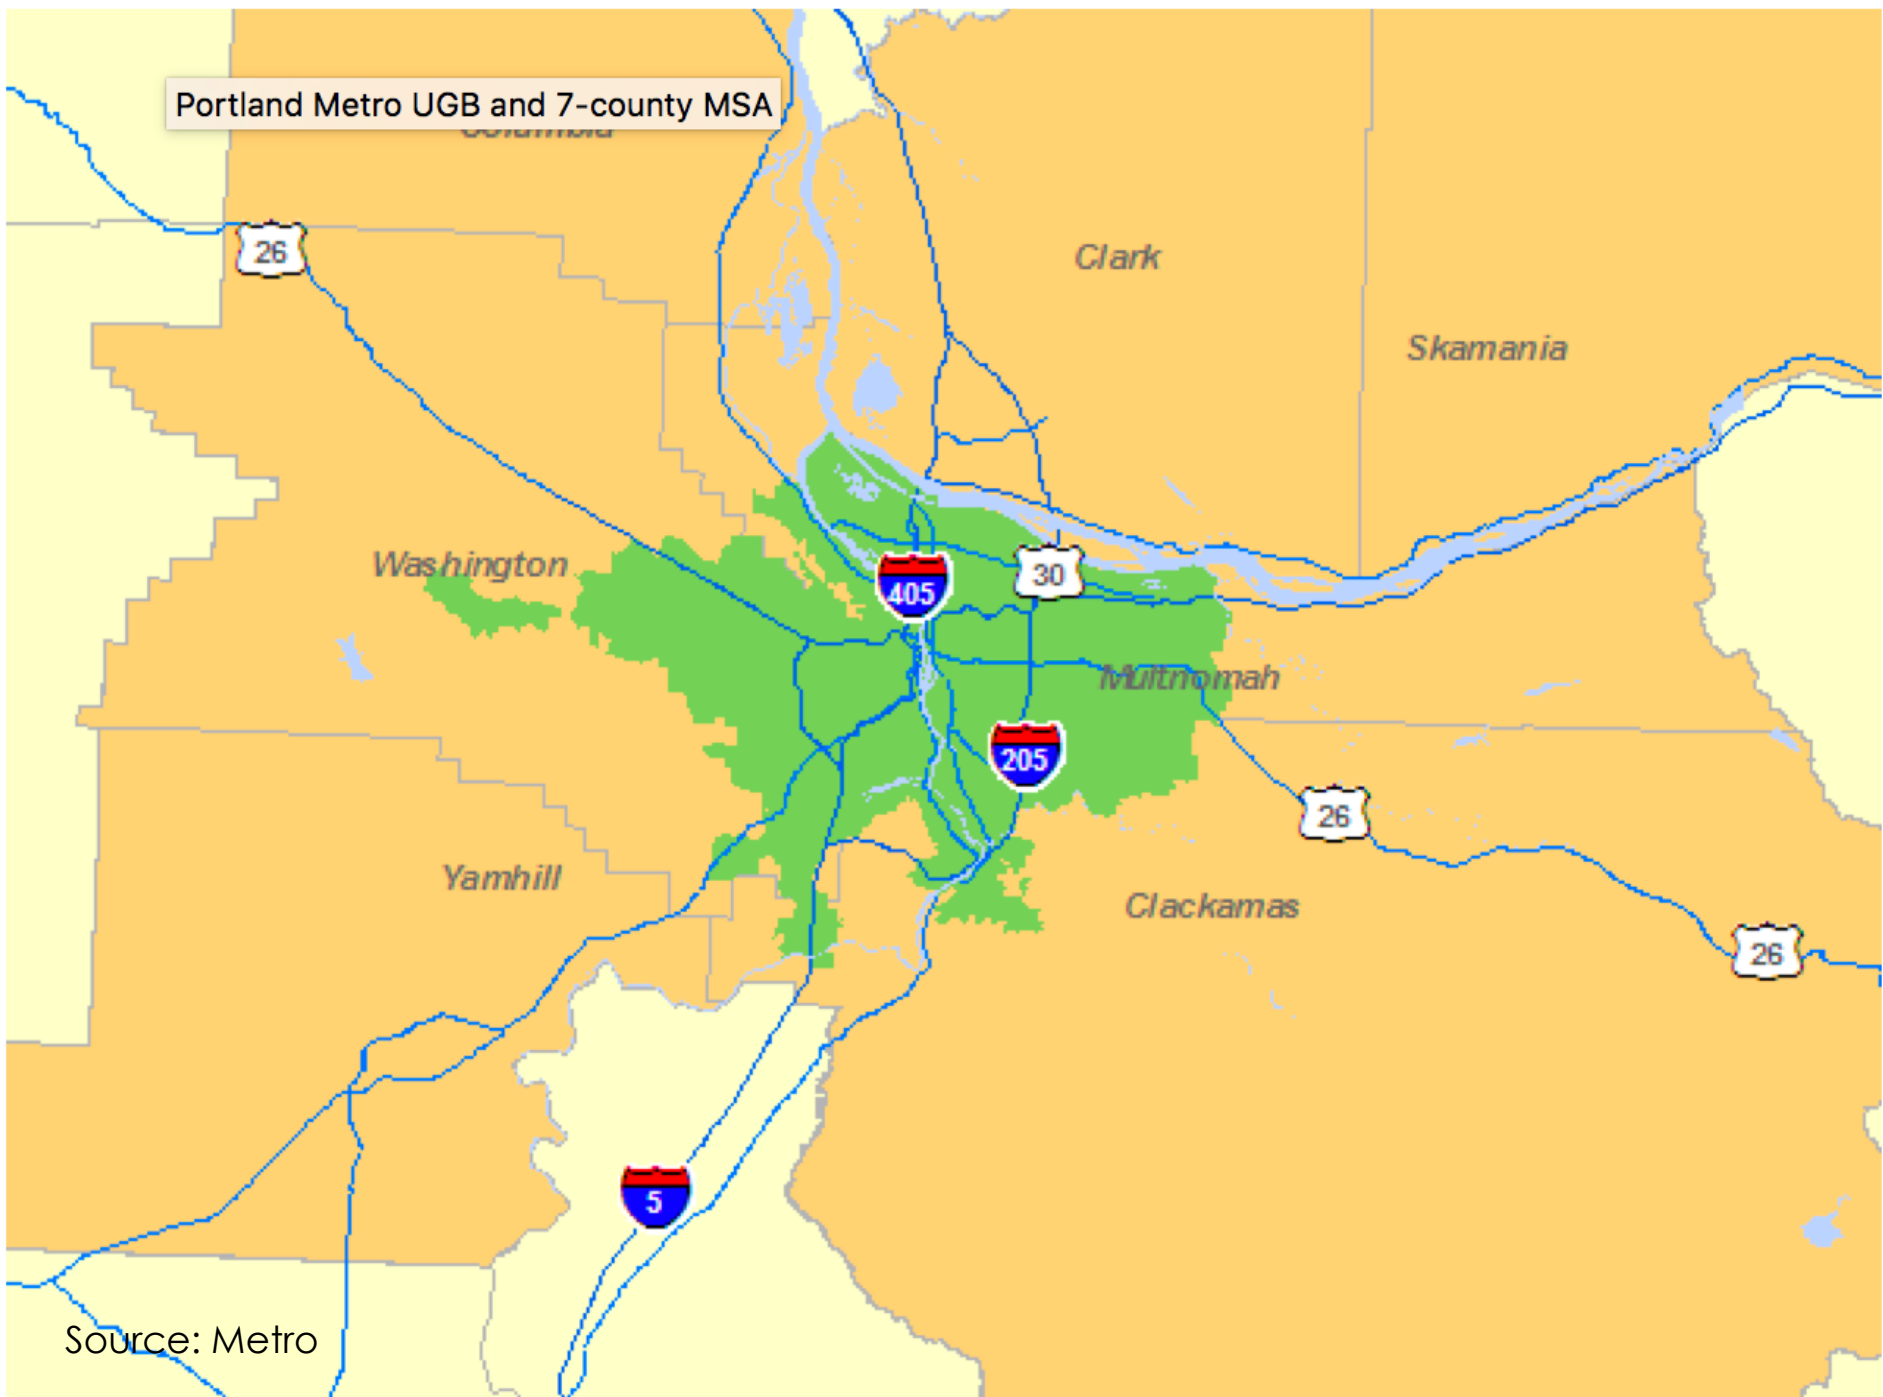 Portland Metro UGB and 7-county MSA
Columbia
26
Clark
Skamania
Washington
405
30
Multnomah
205
26
Yamhill
Clackamas
26
5
Source: Metro